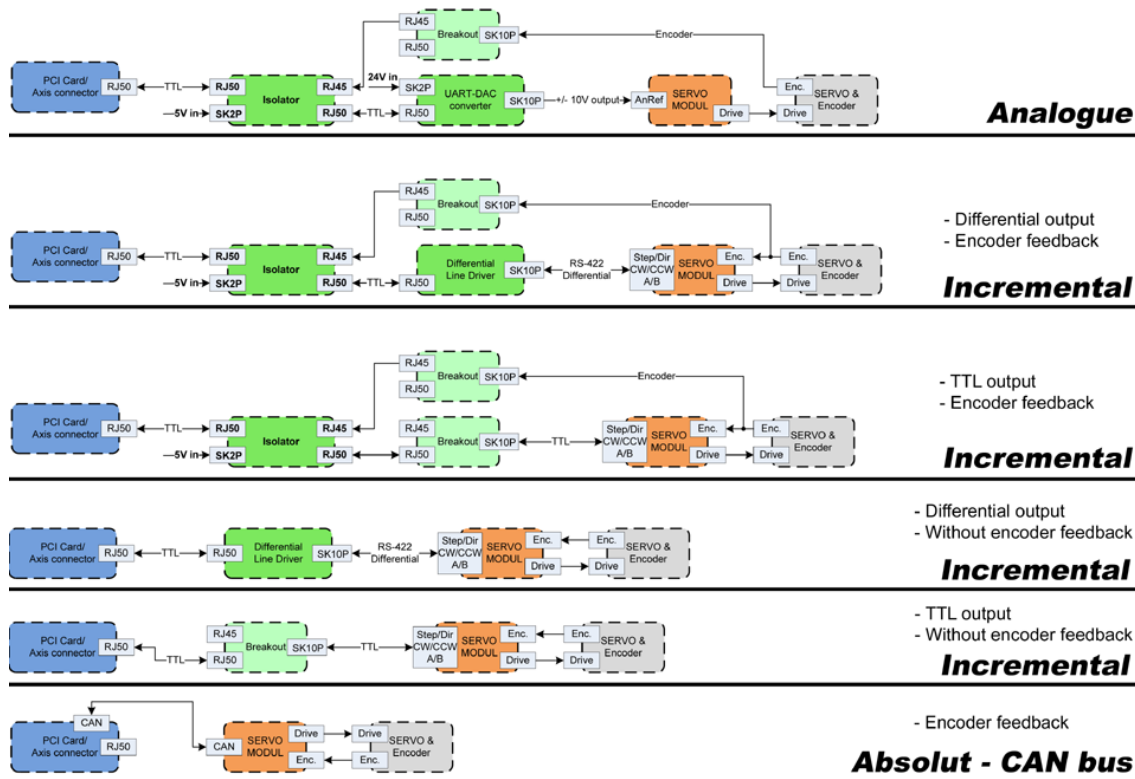 RJ45
Breakout
SK10P
RJ50
Encoder
PCI Card/
Axis connector
RJ50
TTL
RJ50
RJ45
Isolator
5V in
SK2P
RJ50
24V in
TTL
SK2P
UART-DAC
converter
SK10P
RJ50
+/- 10V output
AnRef
SERVO
MODUL
Drive
Enc.
SERVO &
Encoder
Drive
Analogue
RJ45
Breakout
SK10P
RJ50
Encoder
- Differential output
- Encoder feedback
PCI Card/
Axis connector
RJ50
TTL
RJ50
RJ45
Isolator
5V in
SK2P
RJ50
TTL
Differential
Line Driver
SK10P
RJ50
RS-422
Differential
Step/Dir
CW/CCW
A/B
SERVO
MODUL
Enc.
Drive
Enc.
SERVO &
Encoder
Drive
Incremental
RJ45
Breakout
SK10P
RJ50
Encoder
- TTL output
- Encoder feedback
PCI Card/
Axis connector
RJ50
TTL
RJ50
RJ45
Isolator
5V in
SK2P
RJ50
RJ45
Breakout
SK10P
RJ50
TTL
Step/Dir
CW/CCW
A/B
SERVO
MODUL
Enc.
Drive
Enc.
SERVO &
Encoder
Drive
Incremental
PCI Card/
Axis connector
RJ50
TTL
RJ50
Differential
Line Driver
SK10P
RS-422
Differential
Step/Dir
CW/CCW
A/B
SERVO
MODUL
Enc.
Drive
Enc.
SERVO &
Encoder
Drive
- Differential output
- Without encoder feedback
Incremental
PCI Card/
Axis connector
RJ50
TTL
RJ45
Breakout
SK10P
RJ50
TTL
Step/Dir
CW/CCW
A/B
SERVO
MODUL
Enc.
Drive
Enc.
SERVO &
Encoder
Drive
- TTL output
- Without encoder feedback
Incremental
CAN
PCI Card/
Axis connector
RJ50
CAN
SERVO
MODUL
Drive
Enc.
Drive
SERVO &
Encoder
Enc.
- Encoder feedback
Absolut - CAN bus